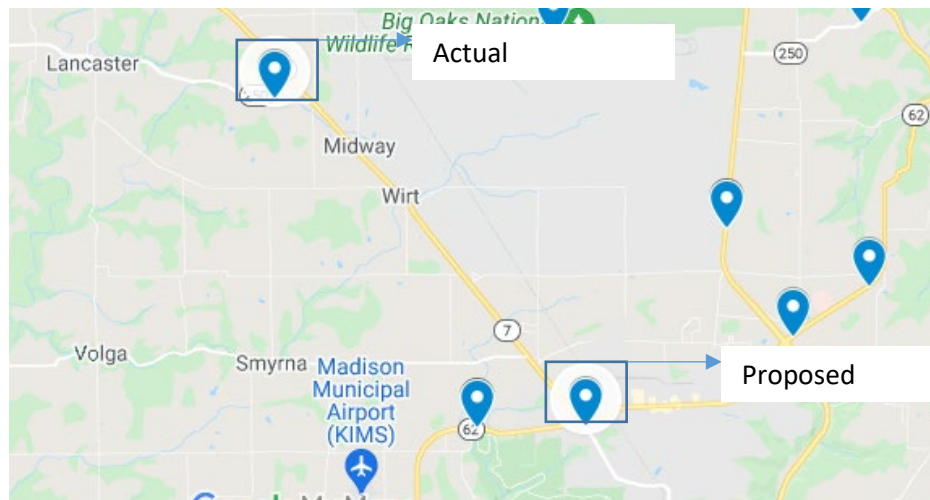 Big Oaks Nation
Wildlife R
Actual
Lancaster
250
62
Midway
Wirt
7
Volga
Smyrna
Madison
Municipal
Airport
(KIMS)
62
Proposed